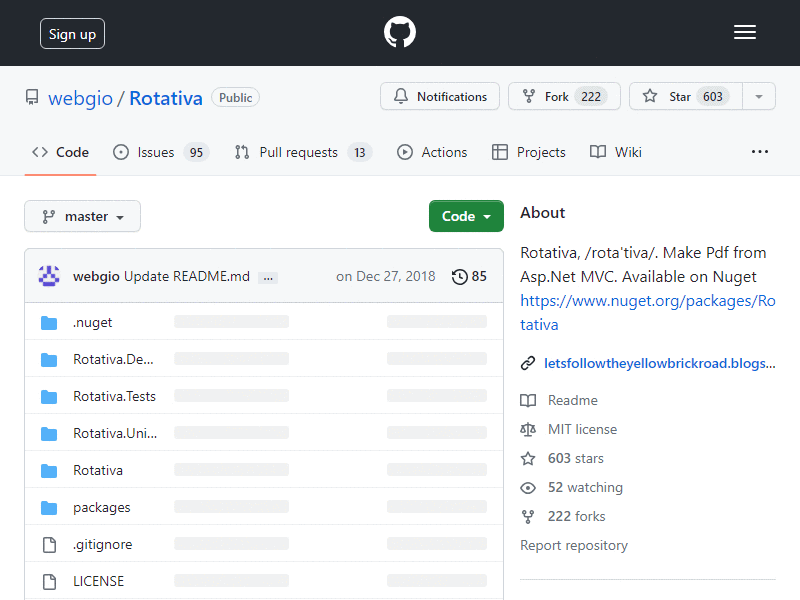 Sign up
webgio / Rotativa Public
Notifications Fork 222 Star 603
Code Issues 95 Pull requests 13 Actions Projects Wiki ...
master Code
webgio Update README.md ... on Dec 27, 2018 85
.nuget
Rotativa.De...
Rotativa.Tests
Rotativa.Uni...
Rotativa
packages
.gitignore
LICENSE
About
Rotativa, /rota'tiva/. Make Pdf from
Asp.Net MVC. Available on Nuget
https://www.nuget.org/packages/Ro
tativa
letsfollowtheyellowbrickroad.blogs...
Readme
MIT license
603 stars
52 watching
222 forks
Report repository